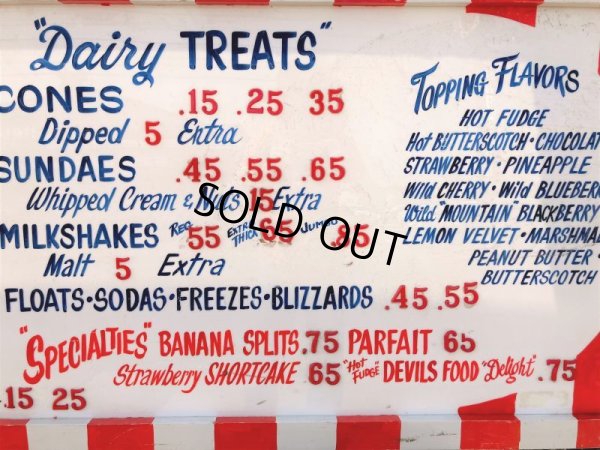 "Dairy TREATS"
CONES .15 .25 35
Dipped 5 Extra
SUNDAES .45 .55 .65
Whipped Cream & Nuts 15 Extra
MILKSHAKES REG. 55 EXTRA THICK 65 JUMBO .85
Malt 5 Extra
FLOATS·SODAS·FREEZES·BLIZZARDS .45 .55
"SPECIALTIES" BANANA SPLITS .75 PARFAIT 65
Strawberry SHORTCAKE 65 "Hot FUDGE" DEVILS FOOD "Delight" .75
.15 25
TOPPING FLAVORS
HOT FUDGE
Hot BUTTERSCOTCH · CHOCOLAT
STRAWBERRY · PINEAPPLE
Wild CHERRY · Wild BLUEBER
Wild "MOUNTAIN" BLACKBERRY
LEMON VELVET · MARSHMA
PEANUT BUTTER ·
BUTTERSCOTCH
SOLD OUT